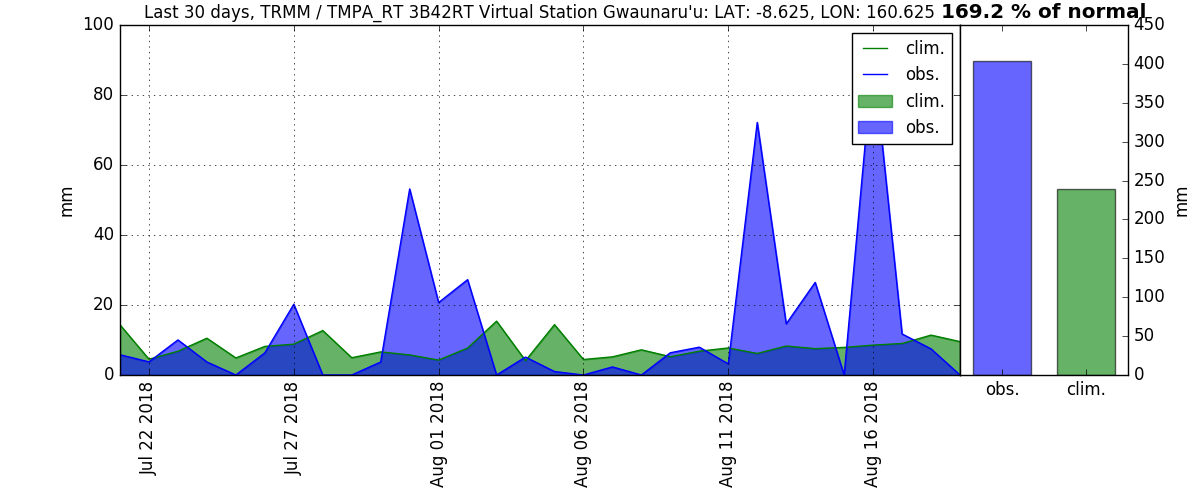 Last 30 days, TRMM / TMPA_RT 3B42RT Virtual Station Gwaunaru'u: LAT: -8.625, LON: 160.625 169.2 % of normal
100
80
60
40
20
0
mm
clim.
obs.
clim.
obs.
450
400
350
300
250
200
150
100
50
0
mm
obs.
clim.
Jul 22 2018
Jul 27 2018
Aug 01 2018
Aug 06 2018
Aug 11 2018
Aug 16 2018